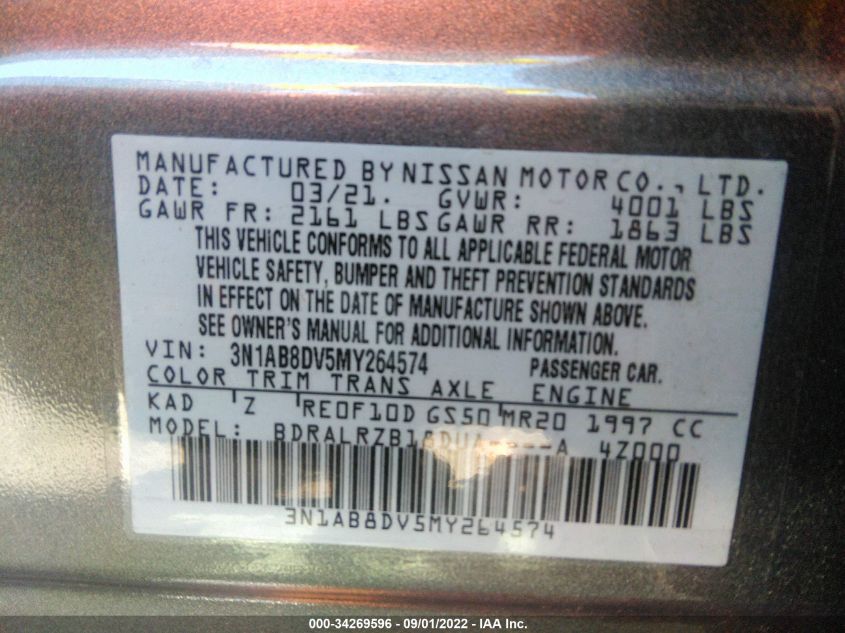 MANUFACTURED BY NISSAN MOTOR CO., LTD.
DATE: 03/21. GVWR: 4001 LBS
GAWR FR: 2161 LBS GAWR RR: 1863 LBS
THIS VEHICLE CONFORMS TO ALL APPLICABLE FEDERAL MOTOR
VEHICLE SAFETY, BUMPER AND THEFT PREVENTION STANDARDS
IN EFFECT ON THE DATE OF MANUFACTURE SHOWN ABOVE.
SEE OWNER'S MANUAL FOR ADDITIONAL INFORMATION.
VIN: 3N1AB8DV5MY264574 PASSENGER CAR.
COLOR TRIM TRANS AXLE ENGINE
KAD Z RE0F10D GS50 MR20 1997 CC
MODEL: BDRALRZB18DUA----A 4Z000
3N1AB8DV5MY264574
000-34269596 - 09/01/2022 - IAA Inc.